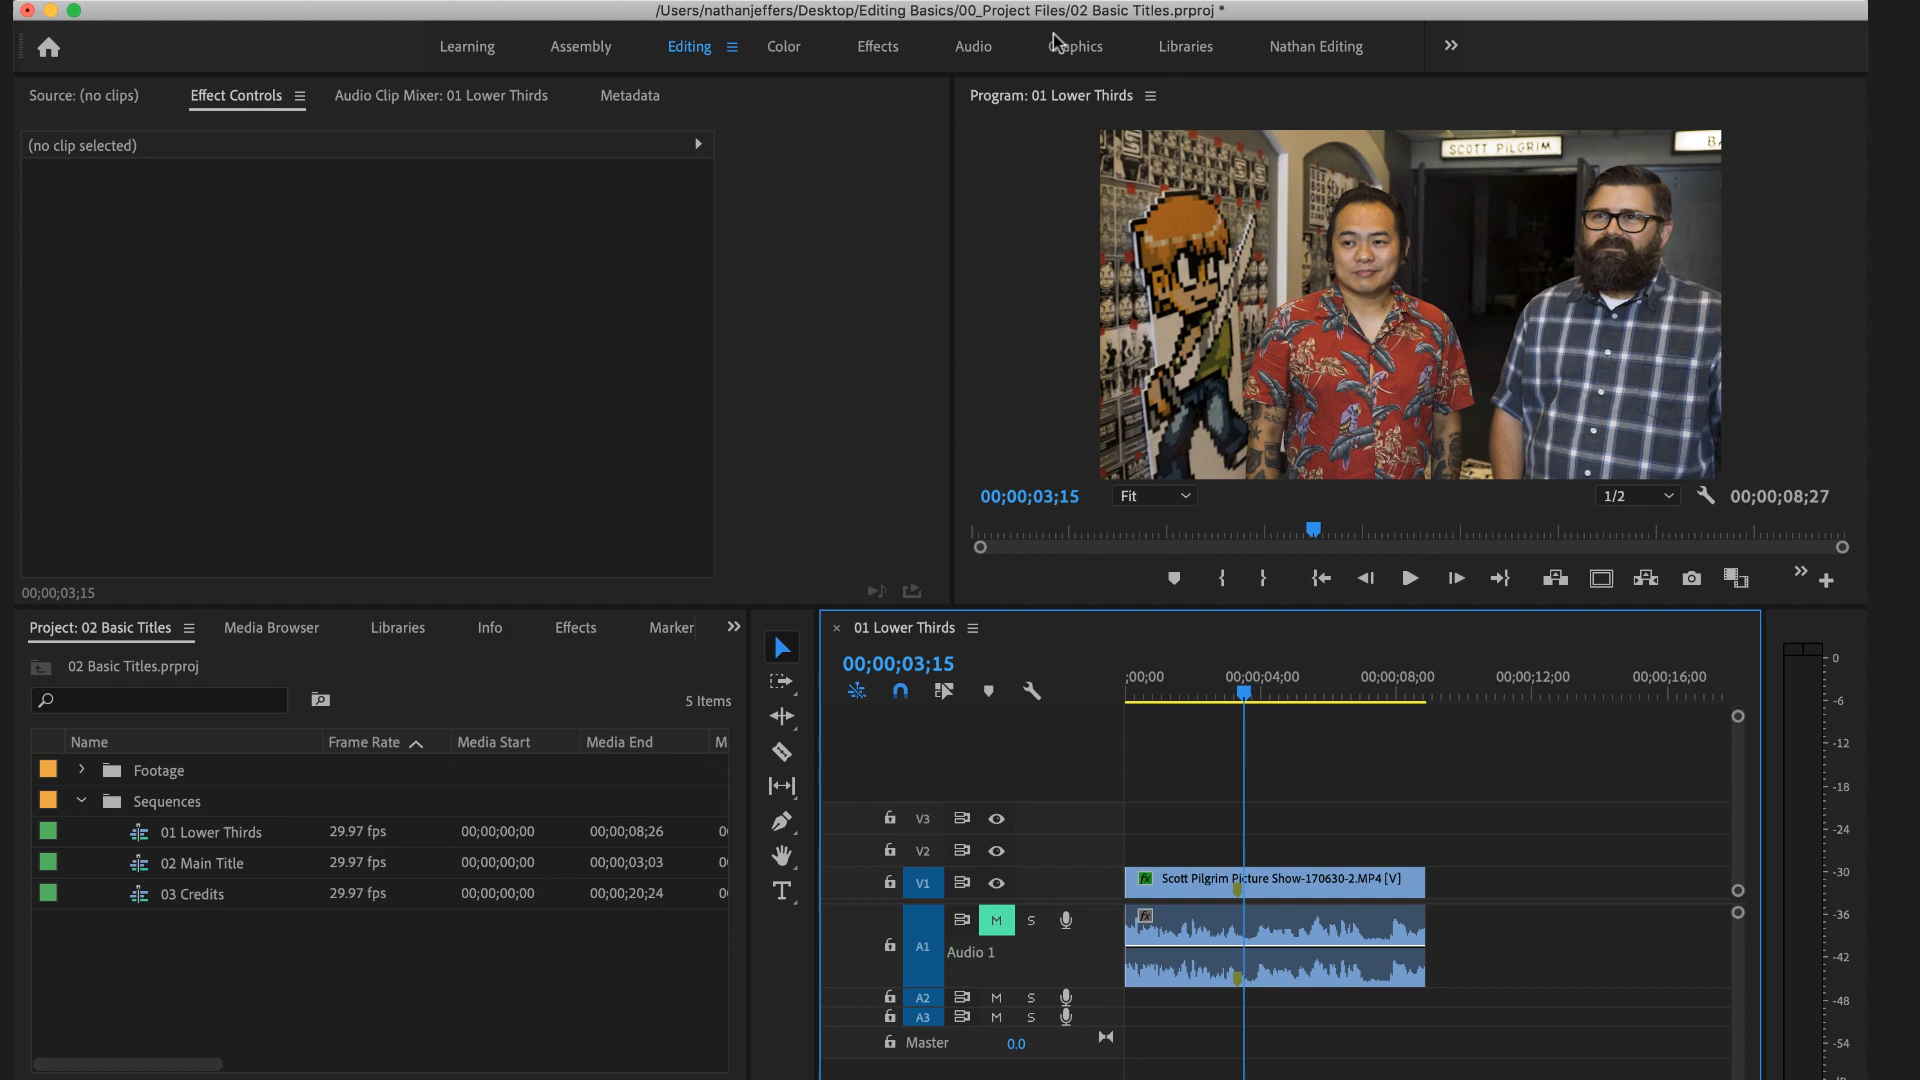 /Users/nathanjeffers/Desktop/Editing Basics/00_Project Files/02 Basic Titles.prproj *
Learning Assembly Editing Color Effects Audio Graphics Libraries Nathan Editing
Source: (no clips) Effect Controls Audio Clip Mixer: 01 Lower Thirds Metadata
Program: 01 Lower Thirds
(no clip selected)
SCOTT PILGRIM
00;00;03;15 Fit 1/2 00;00;08;27
00;00;03;15
Project: 02 Basic Titles Media Browser Libraries Info Effects Marker
02 Basic Titles.prproj
5 Items
Name Frame Rate Media Start Media End M
Footage
Sequences
01 Lower Thirds 29.97 fps 00;00;00;00 00;00;08;26
02 Main Title 29.97 fps 00;00;00;00 00;00;03;03
03 Credits 29.97 fps 00;00;00;00 00;00;20;24
× 01 Lower Thirds
00;00;03;15
;00;00 00;00;04;00 00;00;08;00 00;00;12;00 00;00;16;00
V3
V2
V1 fx Scott Pilgrim Picture Show-170630-2.MP4 [V]
A1 M S fx
Audio 1
A2 M S
A3 M S
Master 0.0
0
-6
-12
-18
-24
-30
-36
-42
-48
-54